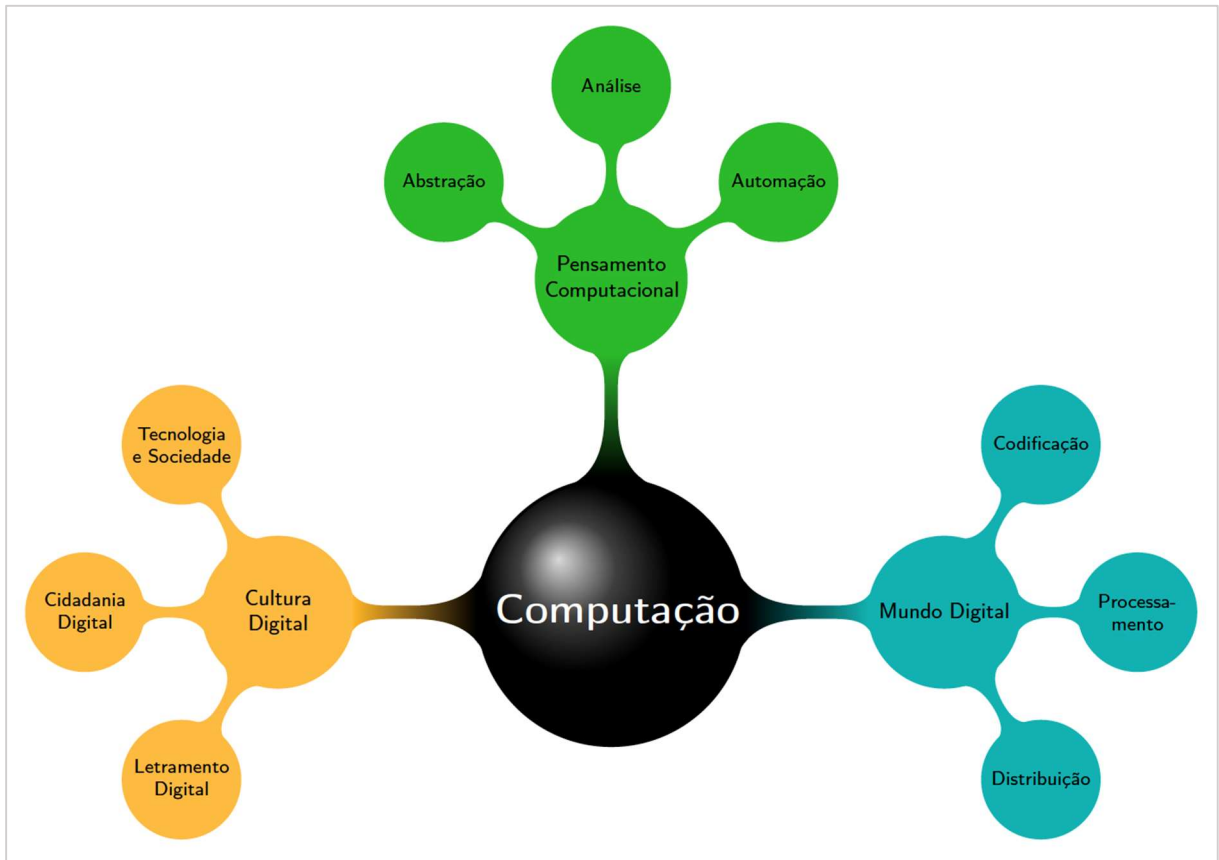 Análise
Abstração
Automação
Pensamento
Computacional
Tecnologia
e Sociedade
Codificação
Cidadania
Digital
Cultura
Digital
Computação
Mundo Digital
Processa-
mento
Letramento
Digital
Distribuição